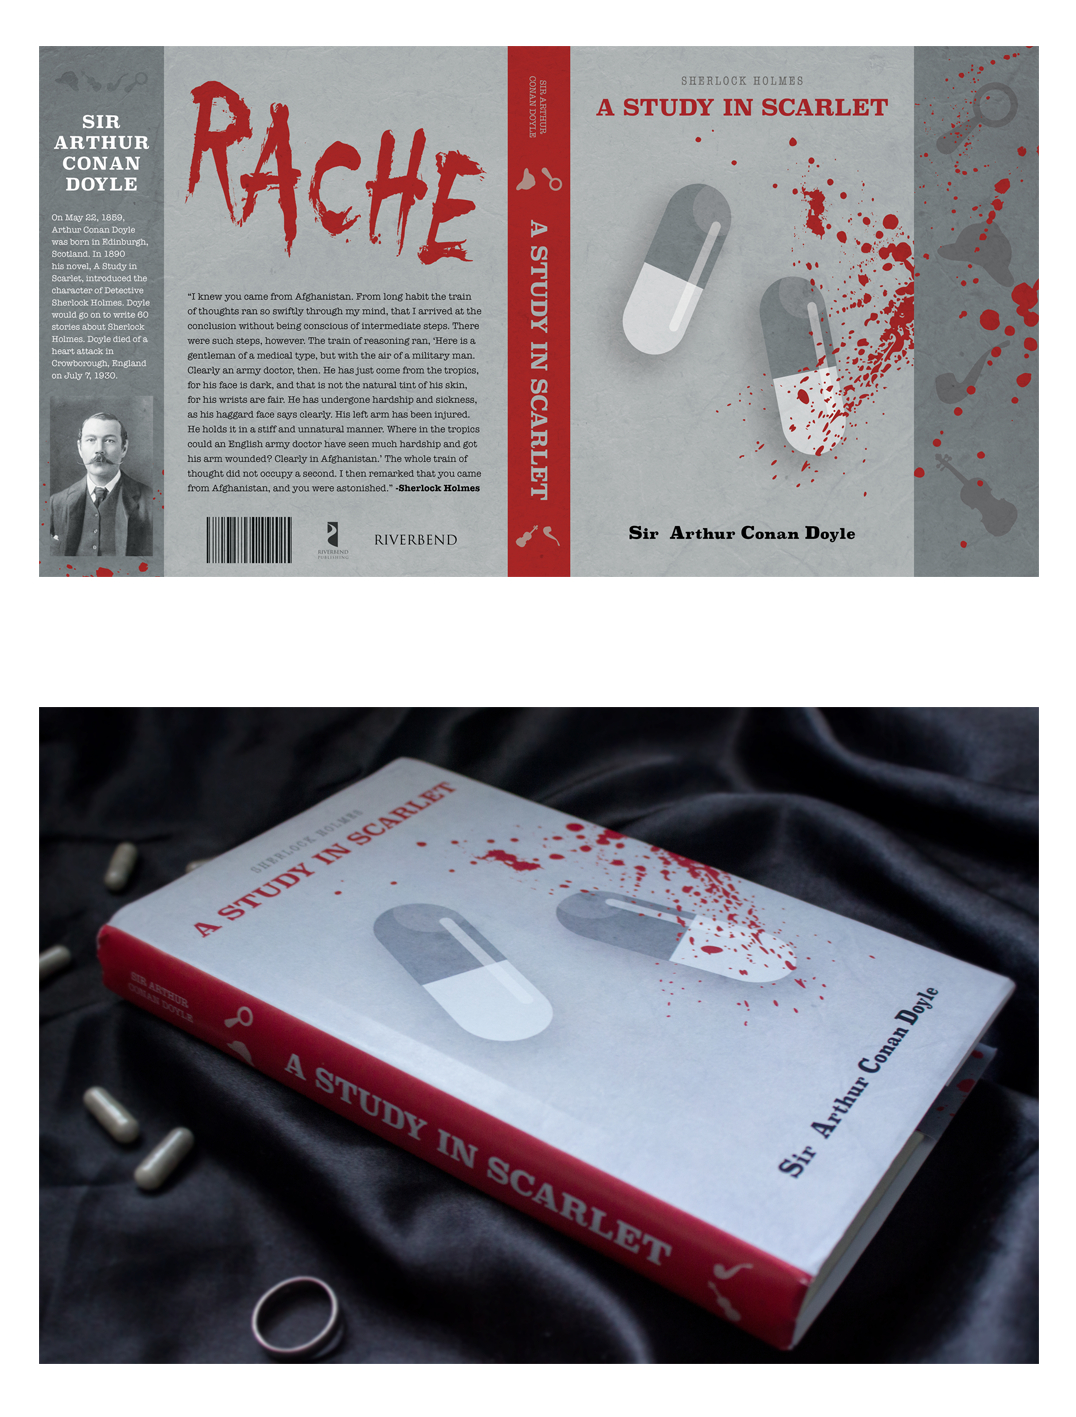 SIR
ARTHUR
CONAN
DOYLE
On May 22, 1859,
Arthur Conan Doyle
was born in Edinburgh,
Scotland. In 1890
his novel, A Study in
Scarlet, introduced the
character of Detective
Sherlock Holmes. Doyle
would go on to write 60
stories about Sherlock
Holmes. Doyle died of a
heart attack in
Crowborough, England
on July 7, 1930.
RACHE
“I knew you came from Afghanistan. From long habit the train
of thoughts ran so swiftly through my mind, that I arrived at the
conclusion without being conscious of intermediate steps. There
were such steps, however. The train of reasoning ran, ‘Here is a
gentleman of a medical type, but with the air of a military man.
Clearly an army doctor, then. He has just come from the tropics,
for his face is dark, and that is not the natural tint of his skin,
for his wrists are fair. He has undergone hardship and sickness,
as his haggard face says clearly. His left arm has been injured.
He holds it in a stiff and unnatural manner. Where in the tropics
could an English army doctor have seen much hardship and got
his arm wounded? Clearly in Afghanistan.’ The whole train of
thought did not occupy a second. I then remarked that you came
from Afghanistan, and you were astonished.” -Sherlock Holmes
RIVERBEND
PUBLISHING
RIVERBEND
SIR ARTHUR
CONAN DOYLE
A STUDY IN SCARLET
SHERLOCK HOLMES
A STUDY IN SCARLET
Sir Arthur Conan Doyle
SHERLOCK HOLMES
A STUDY IN SCARLET
Sir Arthur Conan Doyle
SIR ARTHUR
CONAN DOYLE
A STUDY IN SCARLET